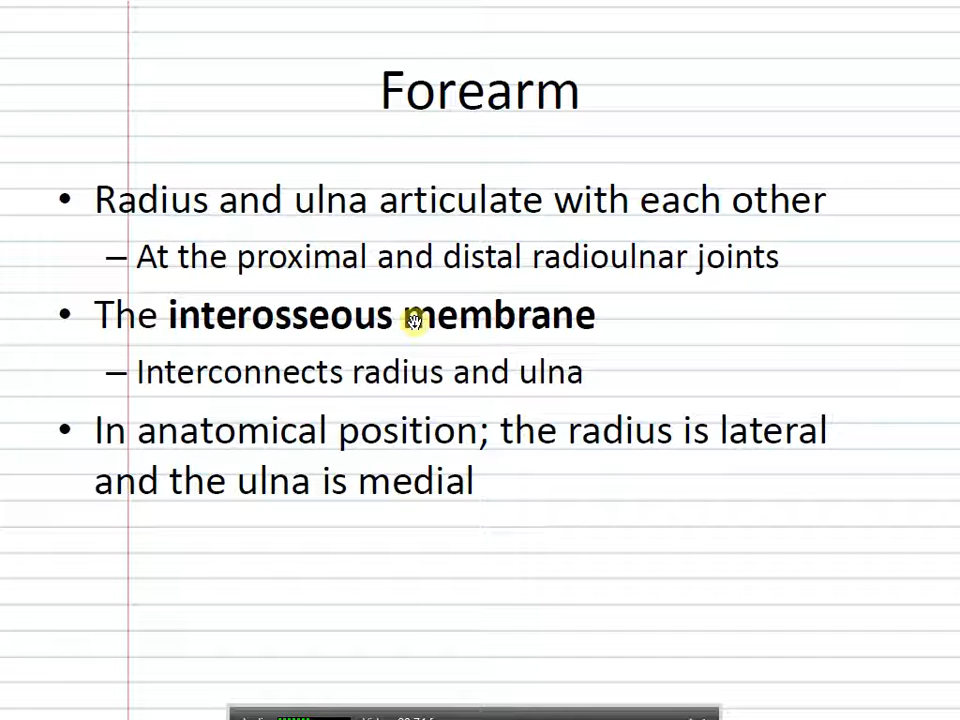 Forearm
• Radius and ulna articulate with each other
– At the proximal and distal radioulnar joints
• The interosseous membrane
– Interconnects radius and ulna
• In anatomical position; the radius is lateral
and the ulna is medial